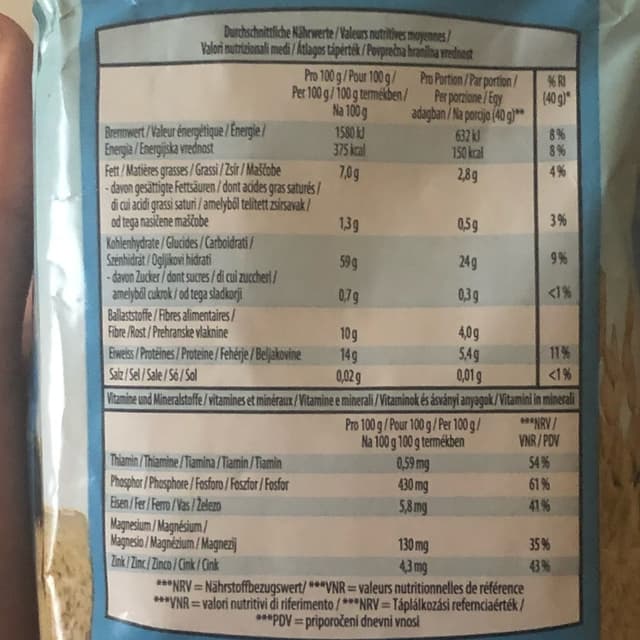 Durchschnittliche Nährwerte / Valeurs nutritives moyennes /
Valori nutrizionali medi / Átlagos tápérték / Povprečna hranilna vrednost
Pro 100 g / Pour 100 g / Pro Portion / Par portion / % RI
Per 100 g / 100 g termékben / Per porzione / Egy (40 g)*
Na 100 g adagban / Na porcijo (40 g)**
Brennwert / Valeur énergétique / Energie / 1580 kJ 632 kJ 8 %
Energia / Energijska vrednost 375 kcal 150 kcal 8 %
Fett / Matières grasses / Grassi / Zsír / Maščobe 7,0 g 2,8 g 4 %
- davon gesättigte Fettsäuren / dont acides gras saturés /
di cui acidi grassi saturi / amelyből telített zsírsavak /
od tega nasičene maščobe 1,3 g 0,5 g 3 %
Kohlenhydrate / Glucides / Carboidrati /
Szénhidrát / Ogljikovi hidrati 59 g 24 g 9 %
- davon Zucker / dont sucres / di cui zuccheri /
amelyből cukrok / od tega sladkorji 0,7 g 0,3 g <1 %
Ballaststoffe / Fibres alimentaires /
Fibre / Rost / Prehranske vlaknine 10 g 4,0 g
Eiweiss / Protéines / Proteine / Fehérje / Beljakovine 14 g 5,4 g 11 %
Salz / Sel / Sale / Só / Sol 0,02 g 0,01 g <1 %
Vitamine und Mineralstoffe / vitamines et minéraux / Vitamine e minerali / Vitaminok és ásványi anyagok / Vitamini in minerali
Pro 100 g / Pour 100 g / Per 100 g / ***NRV /
Na 100 g 100 g termékben VNR / PDV
Thiamin / Thiamine / Tiamina / Tiamin / Tiamin 0,59 mg 54 %
Phosphor / Phosphore / Fosforo / Foszfor / Fosfor 430 mg 61 %
Eisen / Fer / Ferro / Vas / Železo 5,8 mg 41 %
Magnesium / Magnésium /
Magnesio / Magnézium / Magnezij 130 mg 35 %
Zink / Zinc / Zinco / Cink / Cink 4,3 mg 43 %
***NRV = Nährstoffbezugswert / ***VNR = valeurs nutritionnelles de référence
***VNR = valori nutritivi di riferimento / ***NRV = Táplálkozási refernciaérték /
***PDV = priporočeni dnevni vnosi